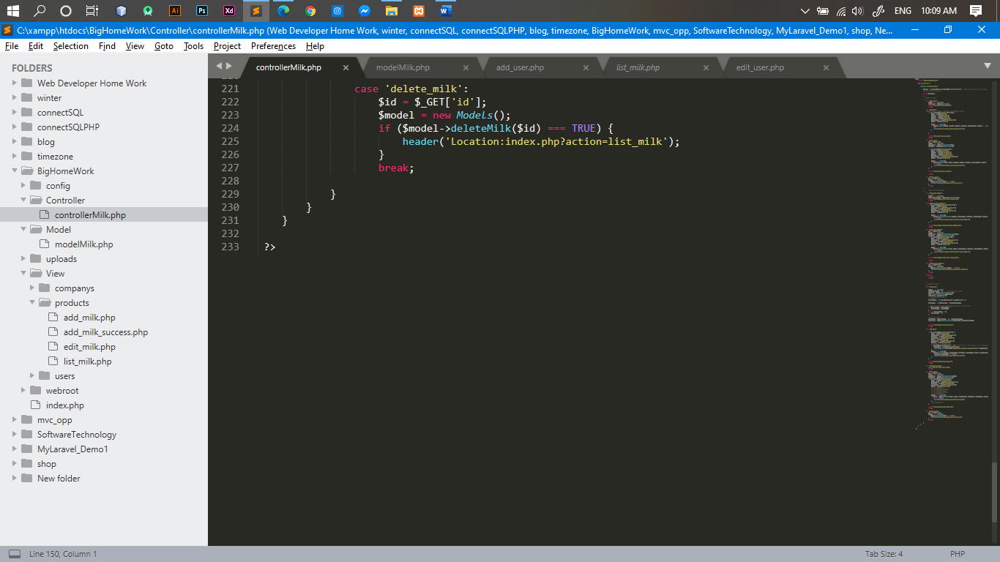 Ai
Ps
Xd
ENG
10:09 AM
C:\xampp\htdocs\BigHomeWork\Controller\controllerMilk.php (Web Developer Home Work, winter, connectSQL, connectSQLPHP, blog, timezone, BigHomeWork, mvc_opp, SoftwareTechnology, MyLaravel_Demo1, shop, Ne...
File Edit Selection Find View Goto Tools Project Preferences Help
FOLDERS
Web Developer Home Work
winter
connectSQL
connectSQLPHP
blog
timezone
BigHomeWork
config
Controller
controllerMilk.php
Model
modelMilk.php
uploads
View
companys
products
add_milk.php
add_milk_success.php
edit_milk.php
list_milk.php
users
webroot
index.php
mvc_opp
SoftwareTechnology
MyLaravel_Demo1
shop
New folder
controllerMilk.php
modelMilk.php
add_user.php
list_milk.php
edit_user.php
221 case 'delete_milk':
222 $id = $_GET['id'];
223 $model = new Models();
224 if ($model->deleteMilk($id) === TRUE) {
225 header('Location:index.php?action=list_milk');
226 }
227 break;
228
229 }
230 }
231 }
232
233 ?>
Line 150, Column 1
Tab Size: 4
PHP